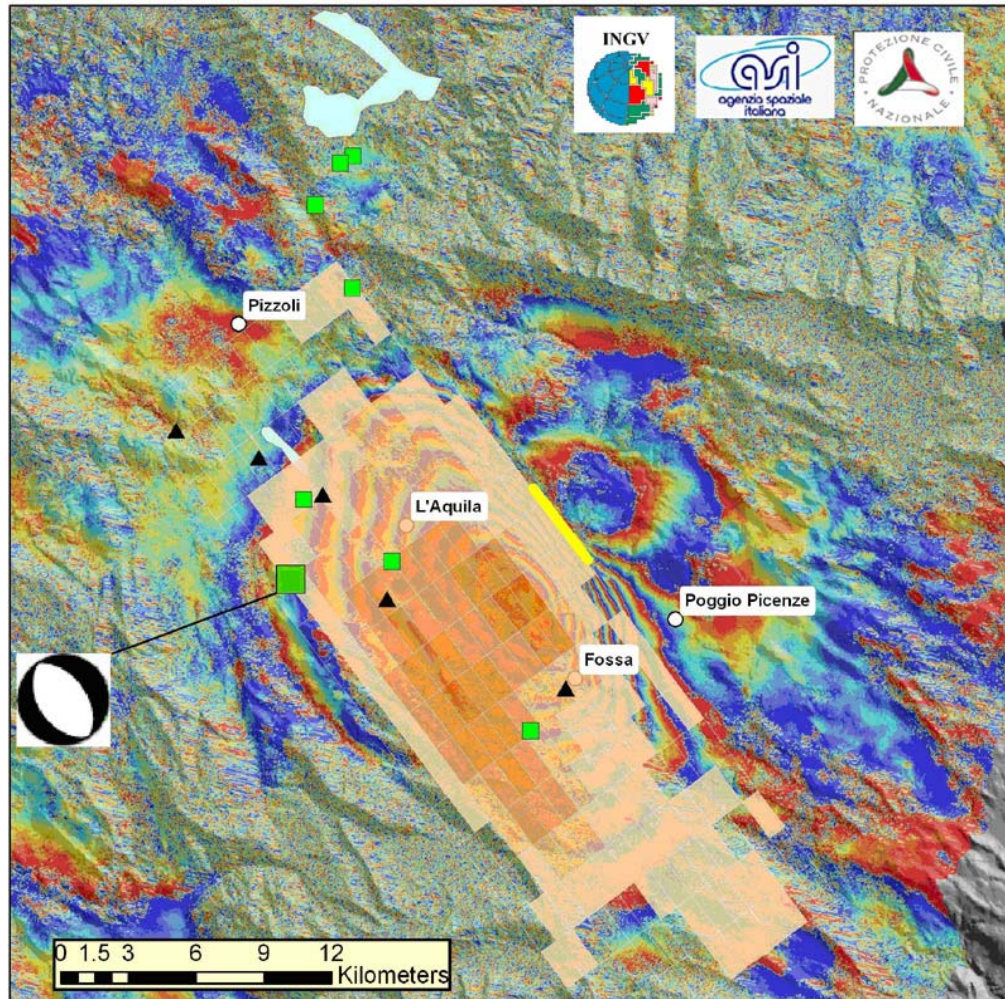 INGV
asi
agenzia spaziale
italiana
PROTEZIONE CIVILE
NAZIONALE
Pizzoli
L'Aquila
Poggio Picenze
Fossa
0 1.5 3 6 9 12
Kilometers